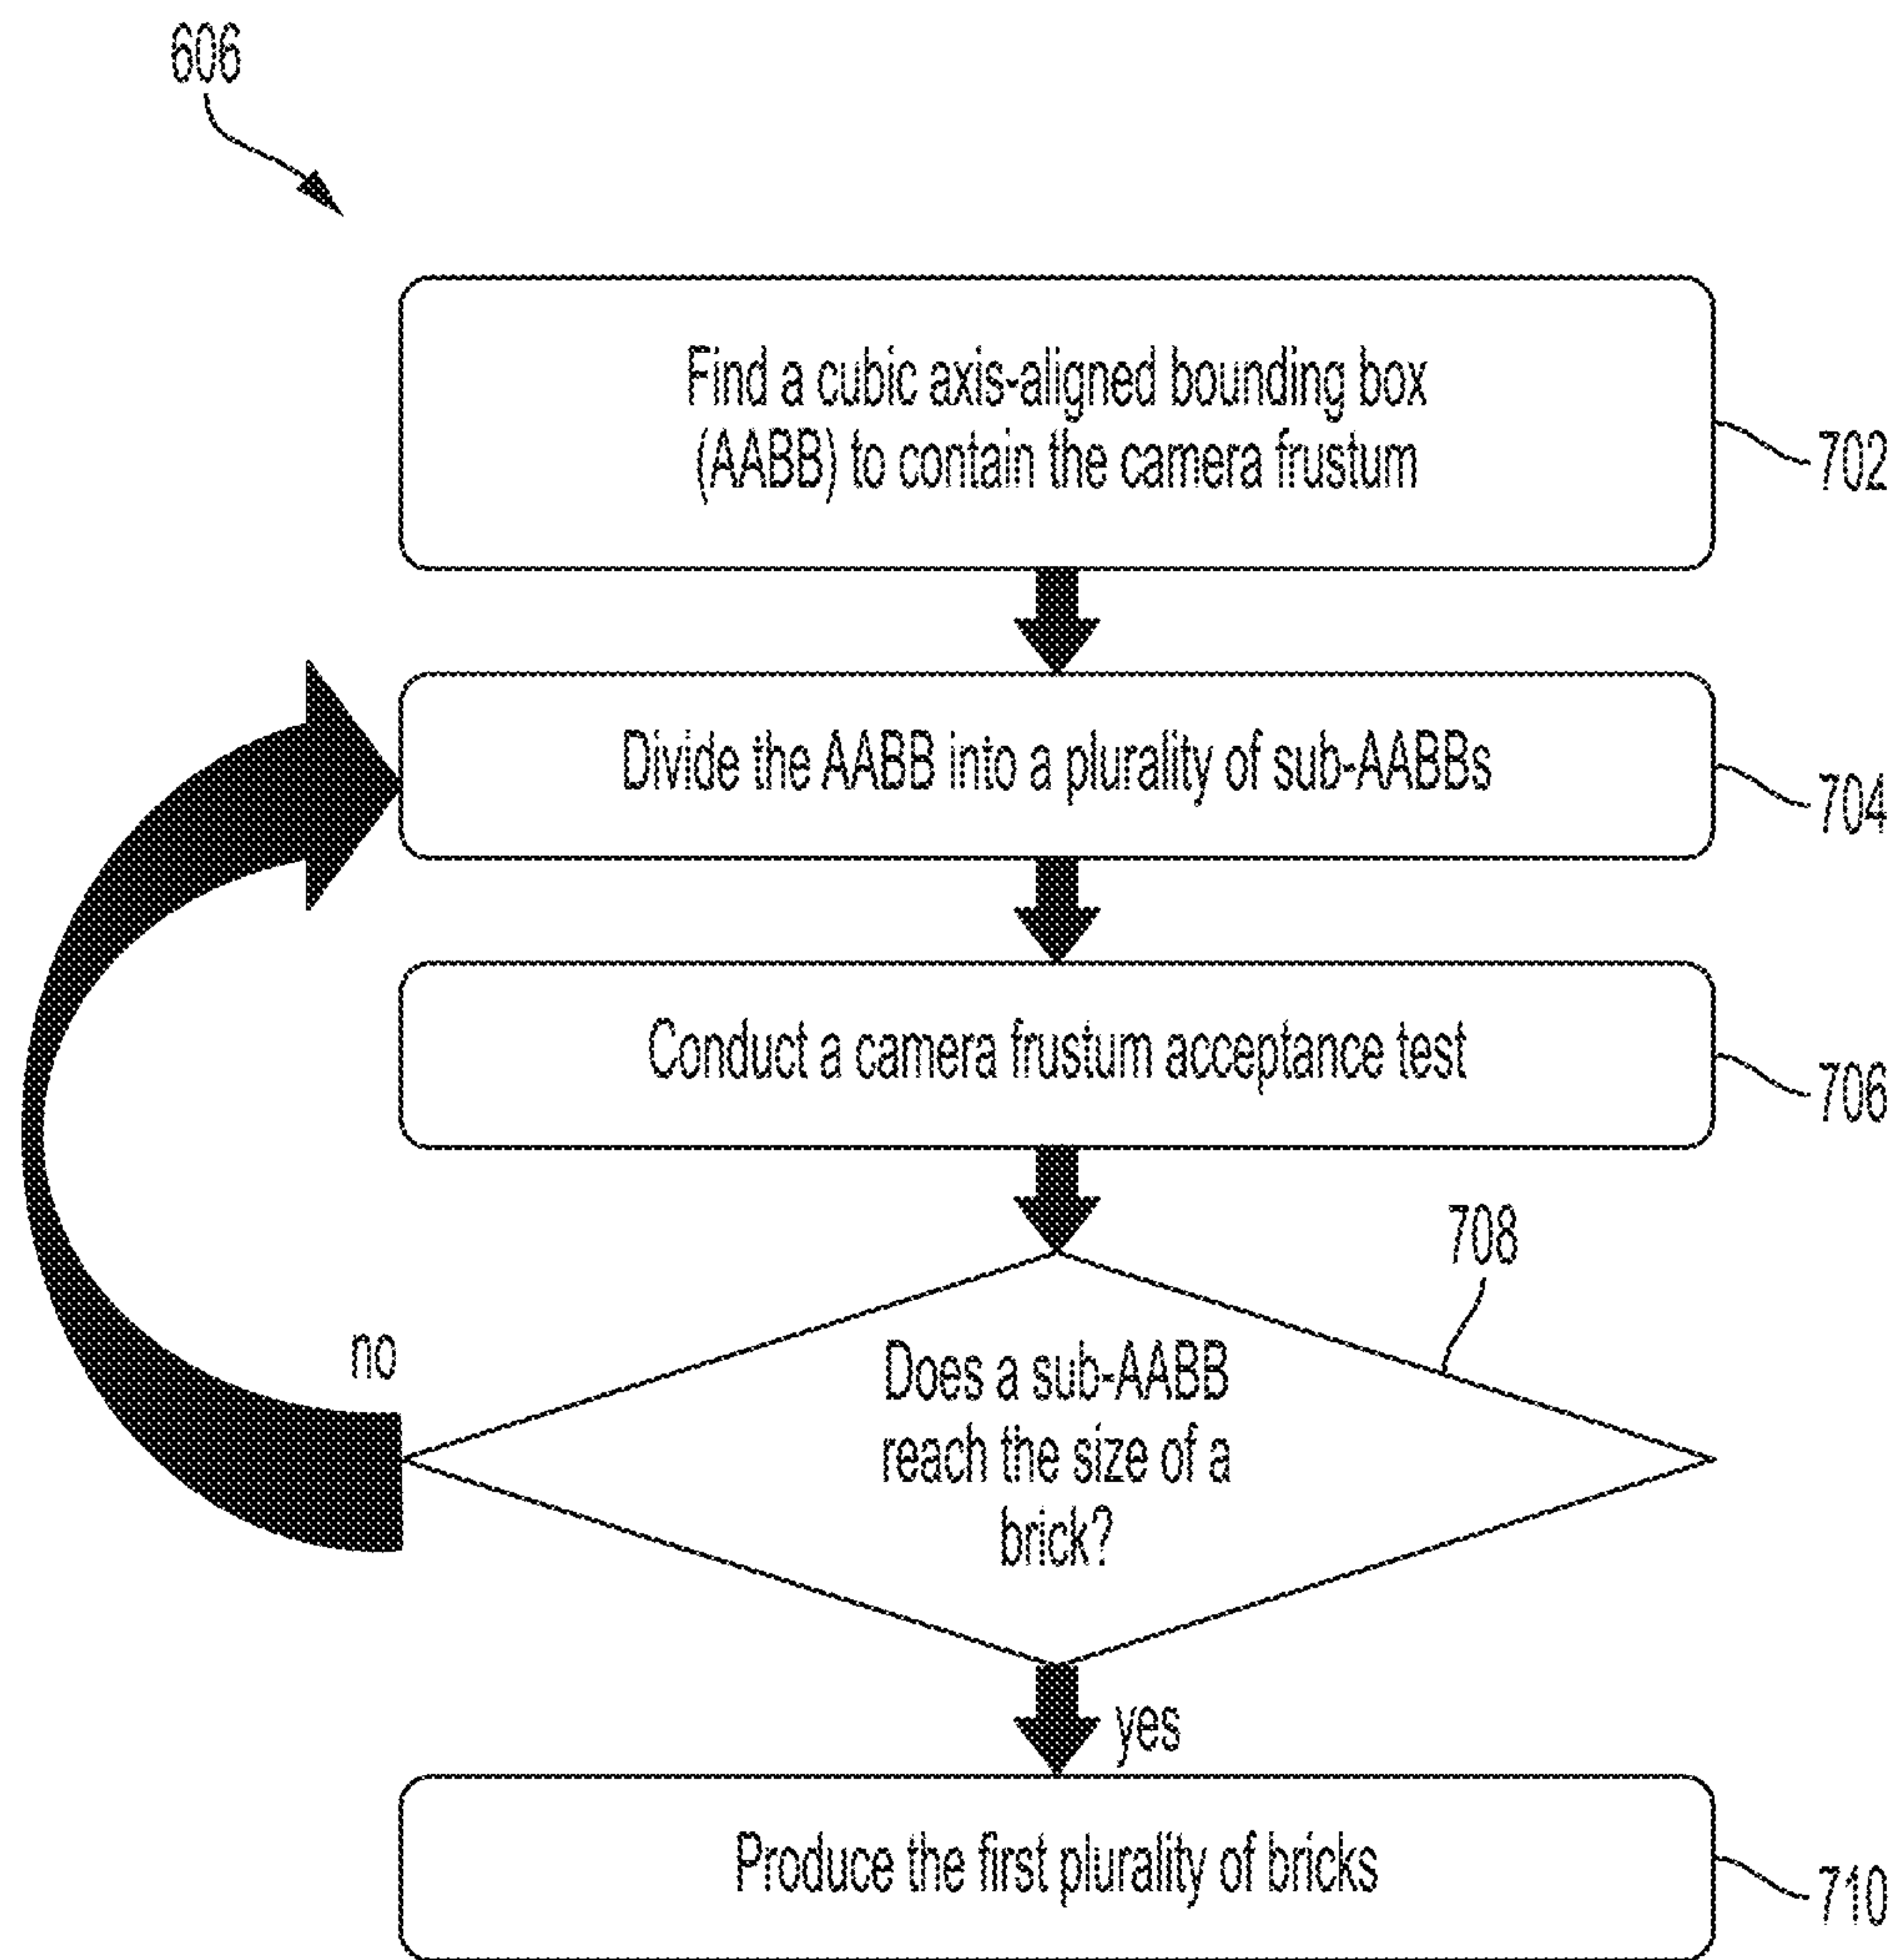 606
Find a cubic axis-aligned bounding box
(AABB) to contain the camera frustum
702
Divide the AABB into a plurality of sub-AABBs
704
Conduct a camera frustum acceptance test
706
708
no
Does a sub-AABB
reach the size of a
brick?
yes
Produce the first plurality of bricks
710